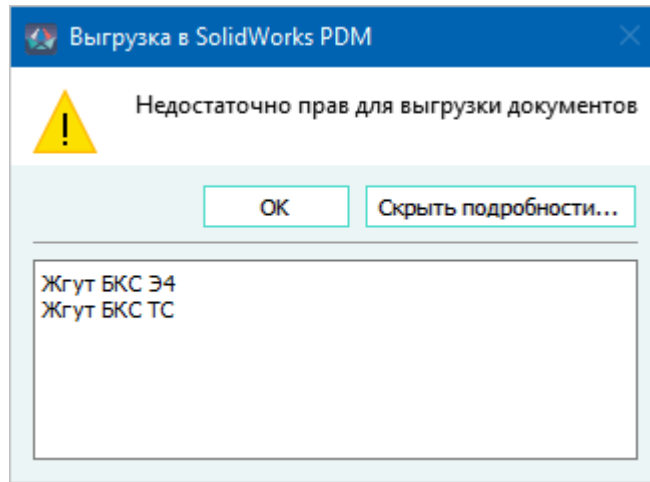 Выгрузка в SolidWorks PDM
Недостаточно прав для выгрузки документов
OK
Скрыть подробности...
Жгут БКС Э4
Жгут БКС ТС